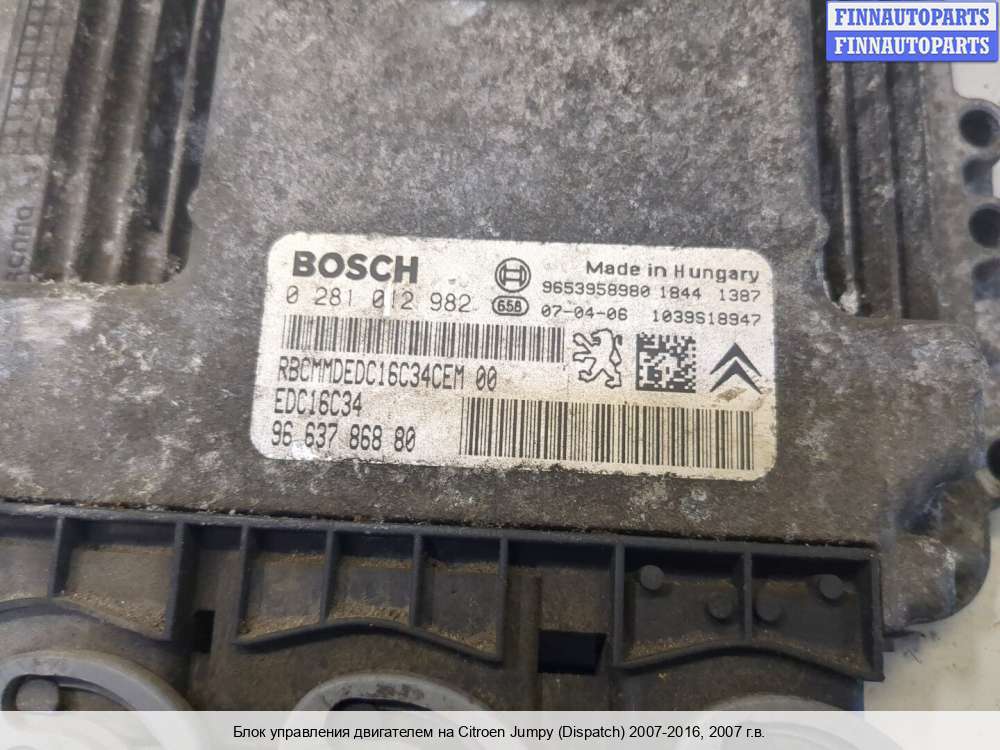 FINNAUTOPARTS
FINNAUTOPARTS
BOSCH
Made in Hungary
9653958980 1844 1387
0 281 012 982
658
07-04-06 1039S18947
RBCMMDEDC16C34CEM 00
EDC16C34
96 637 868 80
Блок управления двигателем на Citroen Jumpy (Dispatch) 2007-2016, 2007 г.в.